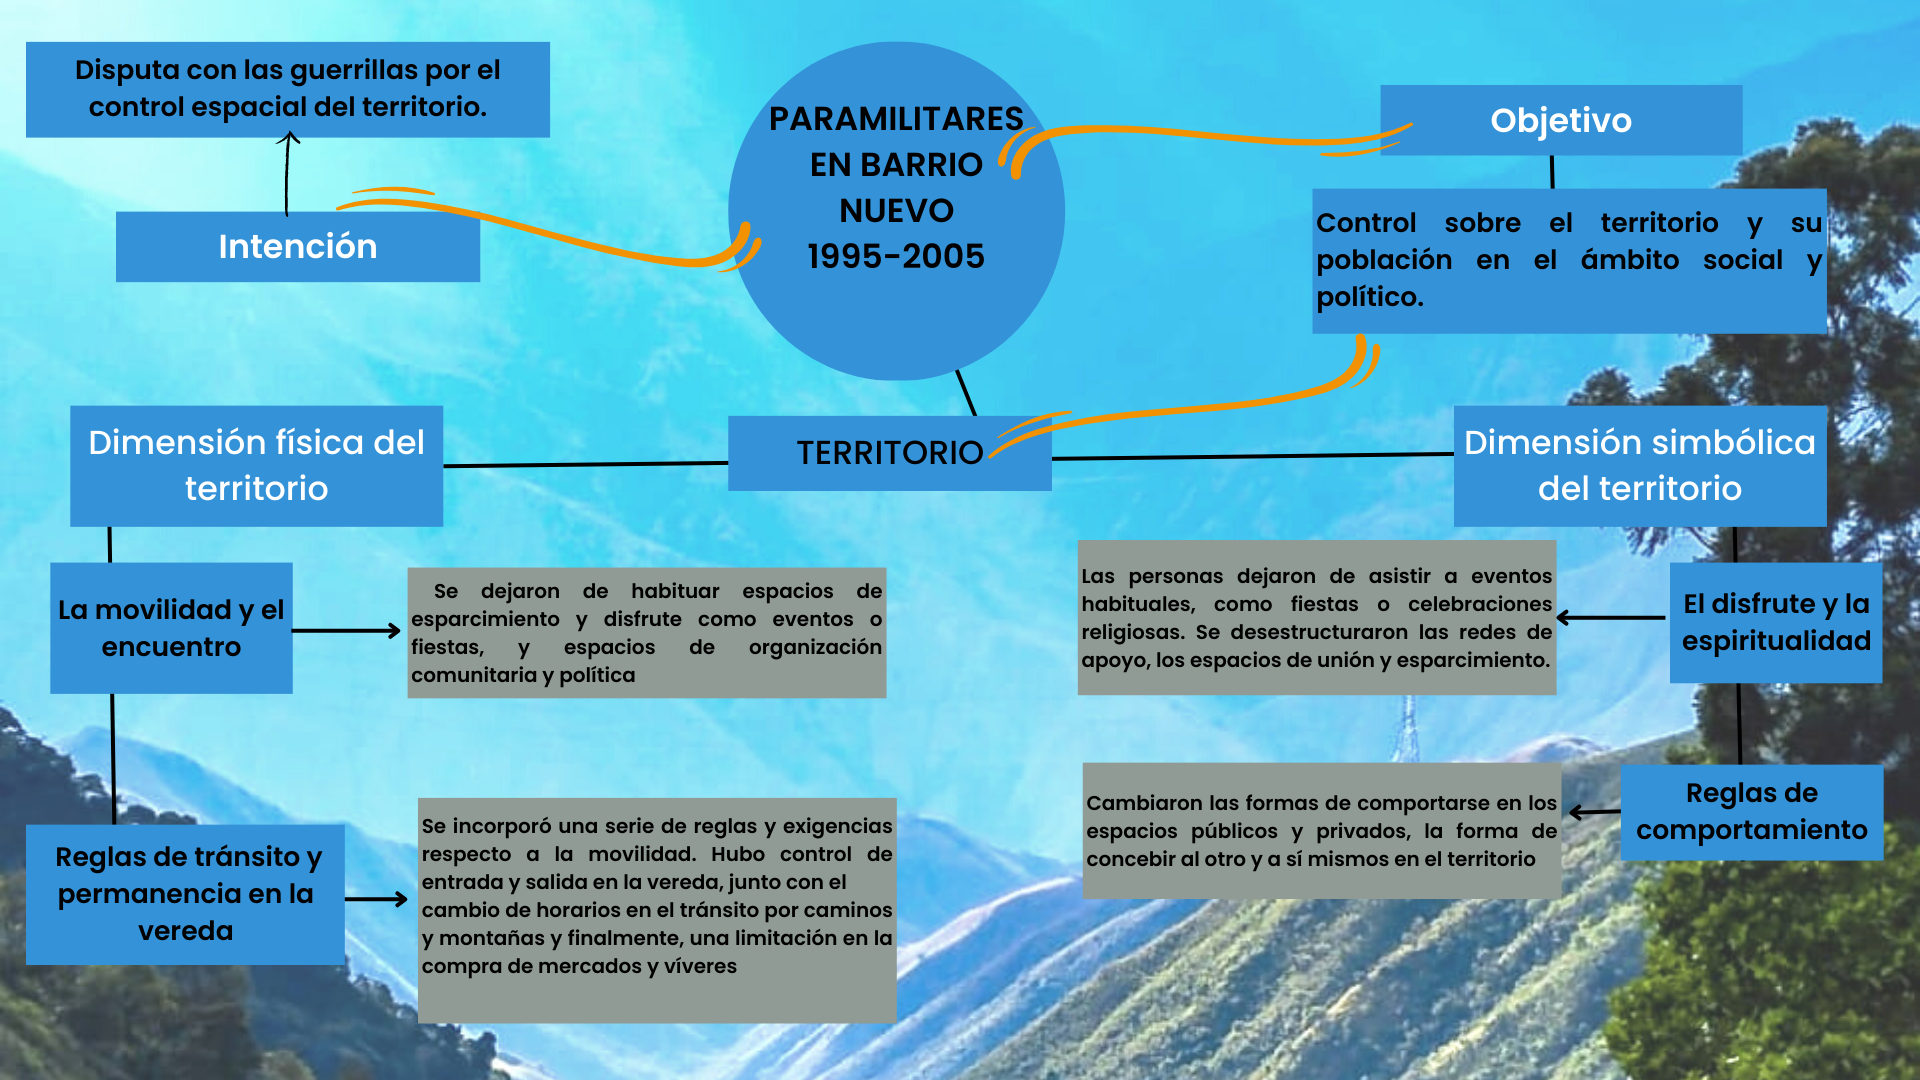 Disputa con las guerrillas por el
control espacial del territorio.
Intención
PARAMILITARES
EN BARRIO
NUEVO
1995-2005
Objetivo
Control sobre el territorio y su
población en el ámbito social y
político.
TERRITORIO
Dimensión física del
territorio
La movilidad y el
encuentro
Se dejaron de habituar espacios de
esparcimiento y disfrute como eventos o
fiestas, y espacios de organización
comunitaria y política
Reglas de tránsito y
permanencia en la
vereda
Se incorporó una serie de reglas y exigencias
respecto a la movilidad. Hubo control de
entrada y salida en la vereda, junto con el
cambio de horarios en el tránsito por caminos
y montañas y finalmente, una limitación en la
compra de mercados y víveres
Dimensión simbólica
del territorio
El disfrute y la
espiritualidad
Las personas dejaron de asistir a eventos
habituales, como fiestas o celebraciones
religiosas. Se desestructuraron las redes de
apoyo, los espacios de unión y esparcimiento.
Reglas de
comportamiento
Cambiaron las formas de comportarse en los
espacios públicos y privados, la forma de
concebir al otro y a sí mismos en el territorio